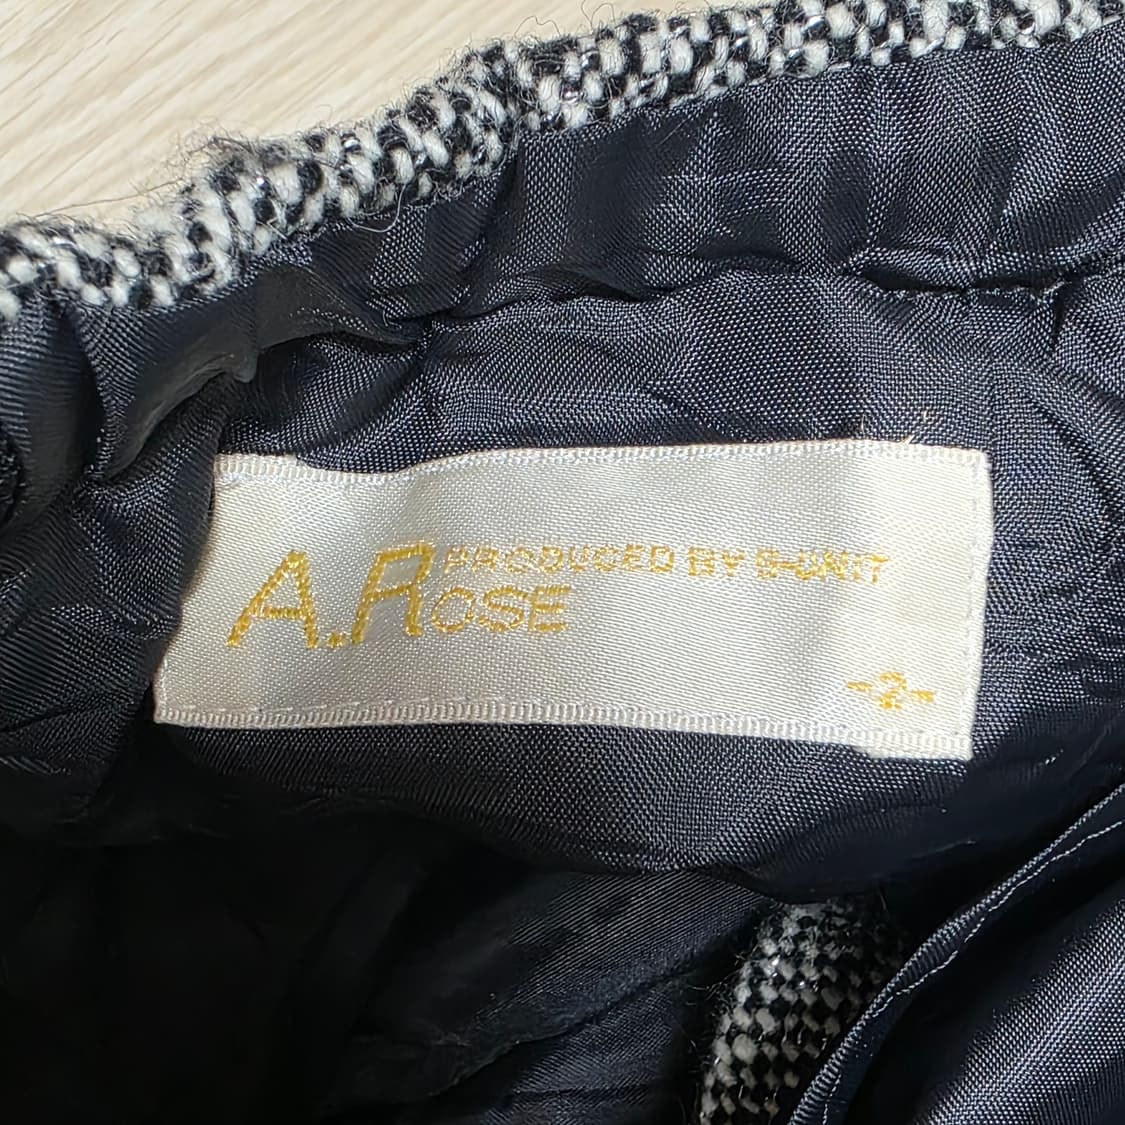 A.ROSE PRODUCED BY S-UNIT
-2-